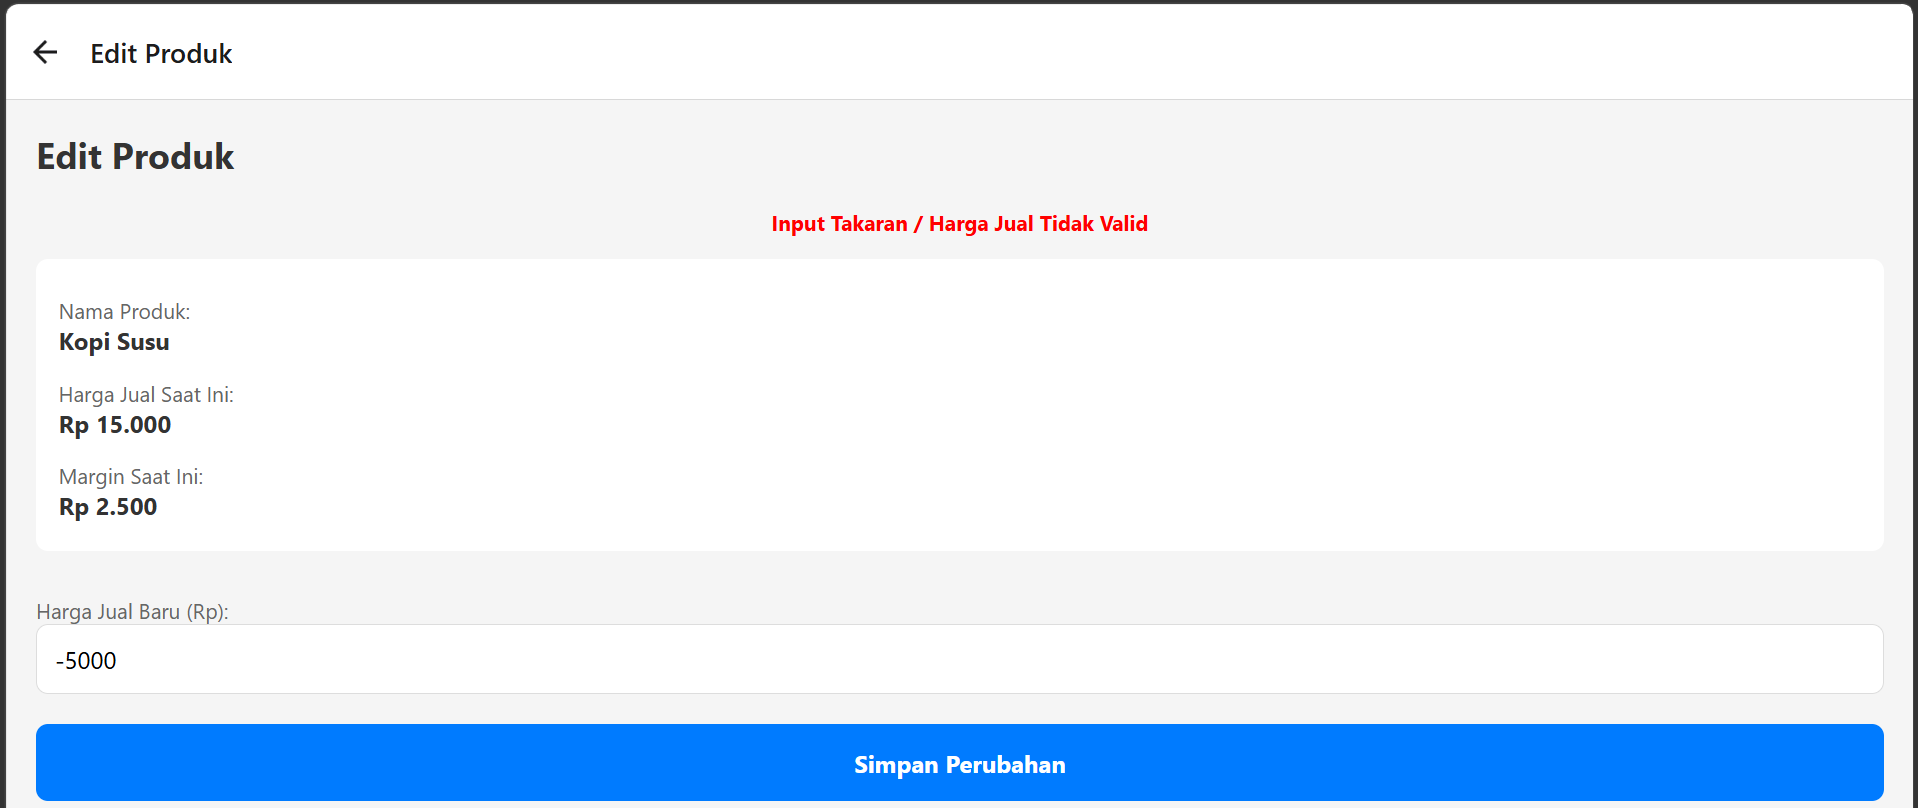 Edit Produk
Edit Produk
Input Takaran / Harga Jual Tidak Valid
Nama Produk:
Kopi Susu
Harga Jual Saat Ini:
Rp 15.000
Margin Saat Ini:
Rp 2.500
Harga Jual Baru (Rp):
-5000
Simpan Perubahan